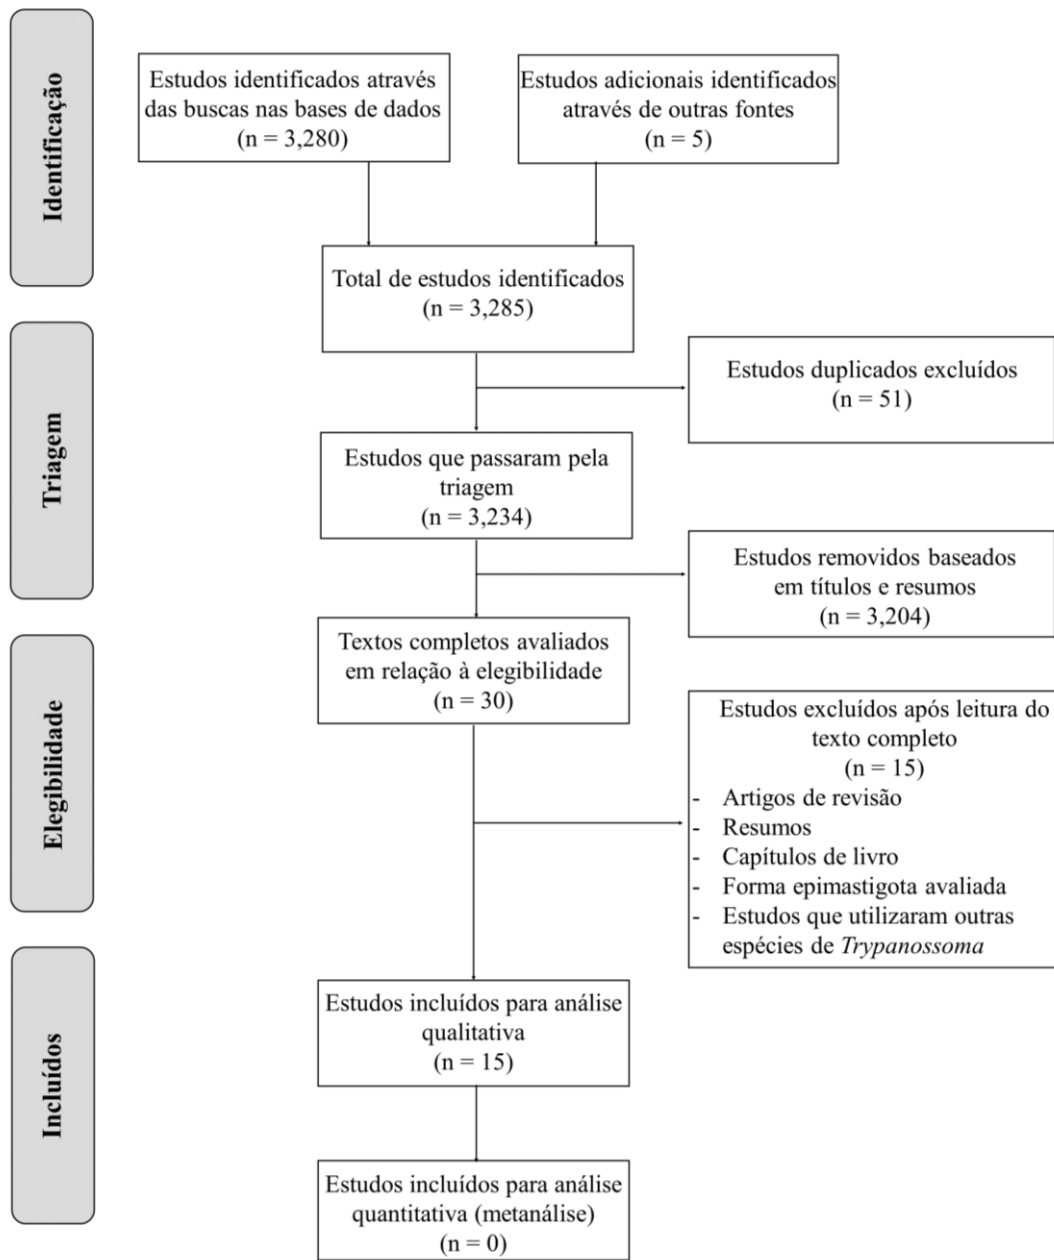 Identificação
Estudos identificados através
das buscas nas bases de dados
(n = 3,280)
Estudos adicionais identificados
através de outras fontes
(n = 5)
Total de estudos identificados
(n = 3,285)
Triagem
Estudos duplicados excluídos
(n = 51)
Estudos que passaram pela
triagem
(n = 3,234)
Estudos removidos baseados
em títulos e resumos
(n = 3,204)
Elegibilidade
Textos completos avaliados
em relação à elegibilidade
(n = 30)
Estudos excluídos após leitura do
texto completo
(n = 15)
- Artigos de revisão
- Resumos
- Capítulos de livro
- Forma epimastigota avaliada
- Estudos que utilizaram outras
espécies de Trypanossoma
Incluídos
Estudos incluídos para análise
qualitativa
(n = 15)
Estudos incluídos para análise
quantitativa (metanálise)
(n = 0)